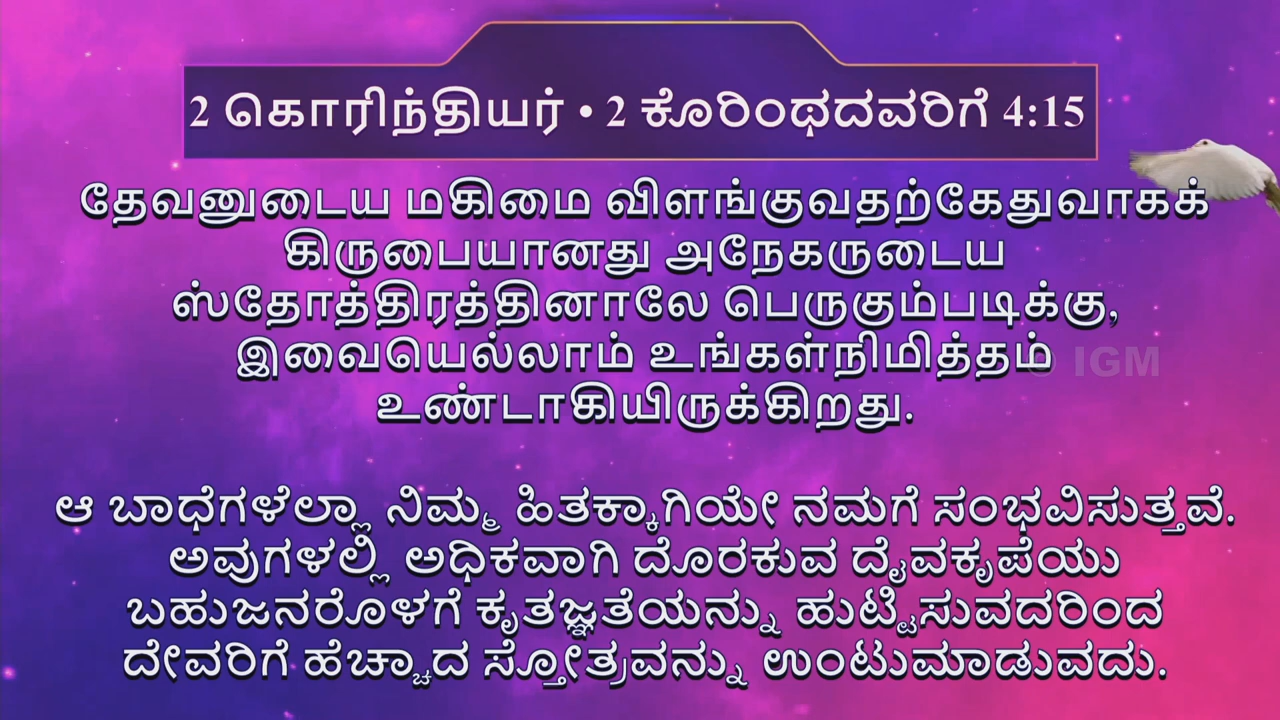 2 கொரிந்தியர் • 2 ಕೊರಿಂಥದವರಿಗೆ 4:15
தேவனுடைய மகிமை விளங்குவதற்கேதுவாகக்
கிருபையானது அநேகருடைய
ஸ்தோத்திரத்தினாலே பெருகும்படிக்கு,
இவையெல்லாம் உங்கள்நிமித்தம்
© IGM
உண்டாகியிருக்கிறது.
ಆ ಬಾಧೆಗಳೆಲ್ಲಾ ನಿಮ್ಮ ಹಿತಕ್ಕಾಗಿಯೇ ನಮಗೆ ಸಂಭವಿಸುತ್ತವೆ.
ಅವುಗಳಲ್ಲಿ ಅಧಿಕವಾಗಿ ದೊರಕುವ ದೈವಕೃಪೆಯು
ಬಹುಜನರೊಳಗೆ ಕೃತಜ್ಞತೆಯನ್ನು ಹುಟ್ಟಿಸುವದರಿಂದ
ದೇವರಿಗೆ ಹೆಚ್ಚಾದ ಸ್ತೋತ್ರವನ್ನು ಉಂಟುಮಾಡುವದು.